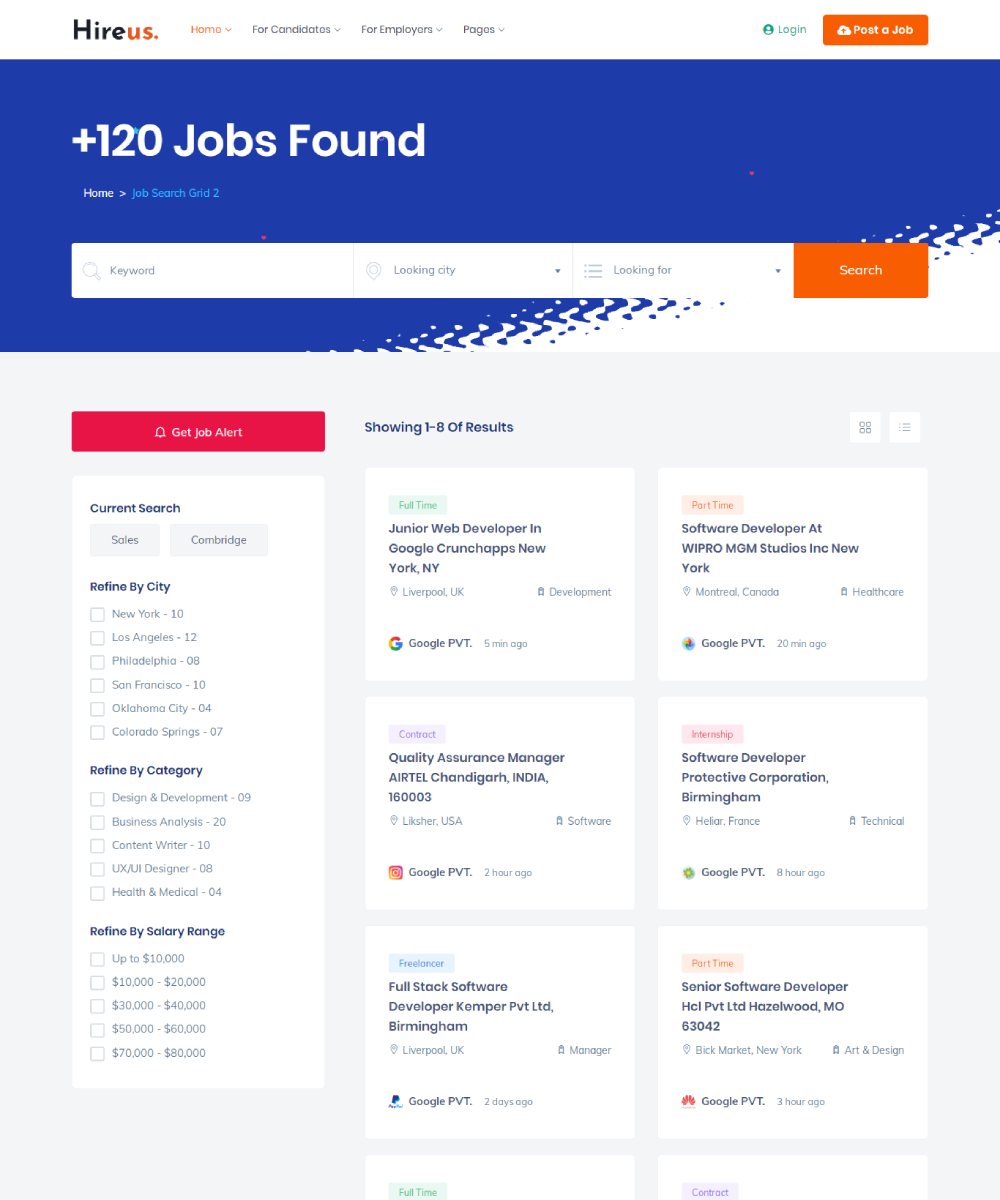 Hireus.
Home
For Candidates
For Employers
Pages
Login
Post a Job
+120 Jobs Found
Home > Job Search Grid 2
Keyword
Looking city
Looking for
Search
Get Job Alert
Current Search
Sales
Combridge
Refine By City
New York - 10
Los Angeles - 12
Philadelphia - 08
San Francisco - 10
Oklahoma City - 04
Colorado Springs - 07
Refine By Category
Design & Development - 09
Business Analysis - 20
Content Writer - 10
UX/UI Designer - 08
Health & Medical - 04
Refine By Salary Range
Up to $10,000
$10,000 - $20,000
$30,000 - $40,000
$50,000 - $60,000
$70,000 - $80,000
Showing 1-8 Of Results
Full Time
Junior Web Developer In
Google Crunchapps New
York, NY
Liverpool, UK
Development
Google PVT.
5 min ago
Part Time
Software Developer At
WIPRO MGM Studios Inc New
York
Montreal, Canada
Healthcare
Google PVT.
20 min ago
Contract
Quality Assurance Manager
AIRTEL Chandigarh, INDIA,
160003
Liksher, USA
Software
Google PVT.
2 hour ago
Internship
Software Developer
Protective Corporation,
Birmingham
Heliar, France
Technical
Google PVT.
8 hour ago
Freelancer
Full Stack Software
Developer Kemper Pvt Ltd,
Birmingham
Liverpool, UK
Manager
PayPal
Google PVT.
2 days ago
Part Time
Senior Software Developer
Hcl Pvt Ltd Hazelwood, MO
63042
Bick Market, New York
Art & Design
Google PVT.
3 hour ago
Full Time
Contract